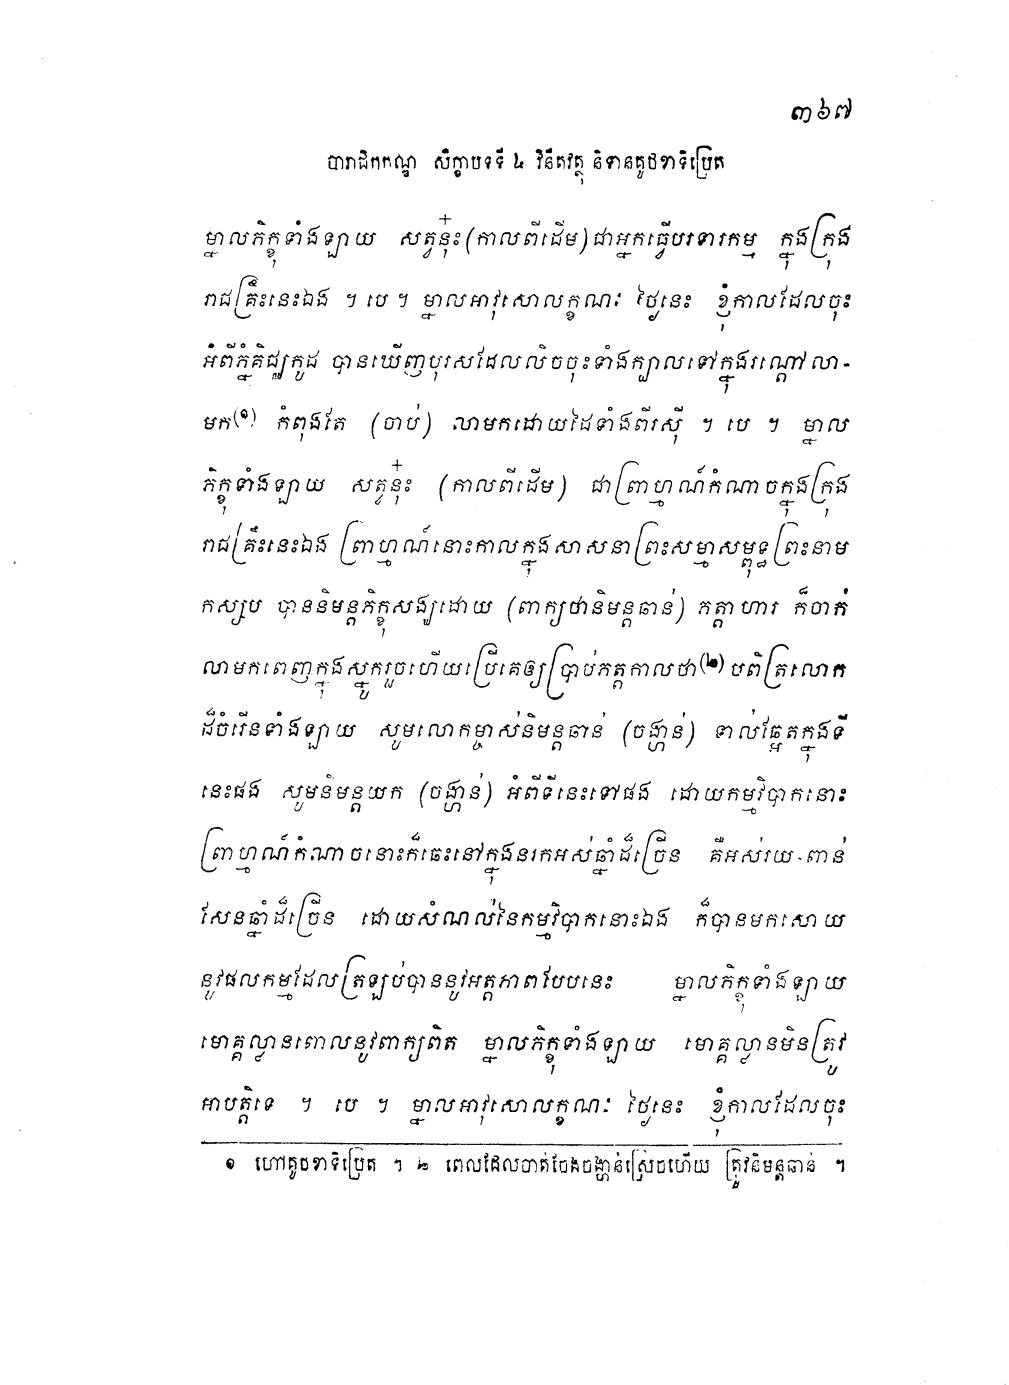 ៣៦៧
បារាជិកកណ្ឌ សិក្ខាបទទី ៤ វិនីតវត្ថុ និទានគូថខាទិប្រេត
ម្នាលភិក្ខុទាំងឡាយ សត្វនុ៎ះ (កាលពីដើម) ជាអ្នកធ្វើបរទារកម្ម ក្នុងក្រុង
រាជគ្រឹះនេះឯង ។ បេ ។ ម្នាលអាវុសោលក្ខណៈ ថ្ងៃនេះ ខ្ញុំកាលដែលចុះ
អំពីភ្នំគិជ្ឈកូដ បានឃើញបុរសដែលលិចចុះទាំងក្បាលទៅក្នុងរណ្តៅលា-
មក(១) កំពុងតែ (ចាប់) លាមកដោយដៃទាំងពីរស៊ី ។ បេ ។ ម្នាល
ភិក្ខុទាំងឡាយ សត្វនុ៎ះ (កាលពីដើម) ជាព្រាហ្មណ៍កំណាចក្នុងក្រុង
រាជគ្រឹះនេះឯង ព្រាហ្មណ៍នោះកាលក្នុងសាសនាព្រះសម្មាសម្ពុទ្ធ ព្រះនាម
កស្សប បាននិមន្តភិក្ខុសង្ឃដោយ (ពាក្យថានិមន្តឆាន់) ភត្តាហារ ក៏ចាក់
លាមកពេញក្នុងស្នូករួចហើយប្រើគេឲ្យប្រាប់ភត្តកាលថា(២) បពិត្រលោក
ដ៏ចំរើនទាំងឡាយ សូមលោកម្ចាស់និមន្តឆាន់ (ចង្ហាន់) ទាល់ឆ្អែតក្នុងទី
នេះផង សូមនិមន្តយក (ចង្ហាន់) អំពីទីនេះទៅផង ដោយកម្មវិបាកនោះ
ព្រាហ្មណ៍កំណាចនោះក៏ឆេះនៅក្នុងនរកអស់ឆ្នាំដ៏ច្រើន គឺអស់រយ-ពាន់
សែនឆ្នាំដ៏ច្រើន ដោយសំណល់នៃកម្មវិបាកនោះឯង ក៏បានមកសោយ
នូវផលកម្មដែលត្រឡប់បាននូវអត្តភាពបែបនេះ ម្នាលភិក្ខុទាំងឡាយ
មោគ្គល្លានពោលនូវពាក្យពិត ម្នាលភិក្ខុទាំងឡាយ មោគ្គល្លានមិនត្រូវ
អាបត្តិទេ ។ បេ ។ ម្នាលអាវុសោលក្ខណៈ ថ្ងៃនេះ ខ្ញុំកាលដែលចុះ
១ ហៅគូថខាទិប្រេត ។ ២ ពេលដែលចាត់ចែងចង្ហាន់ស្រេចហើយ ត្រូវនិមន្តឆាន់ ។